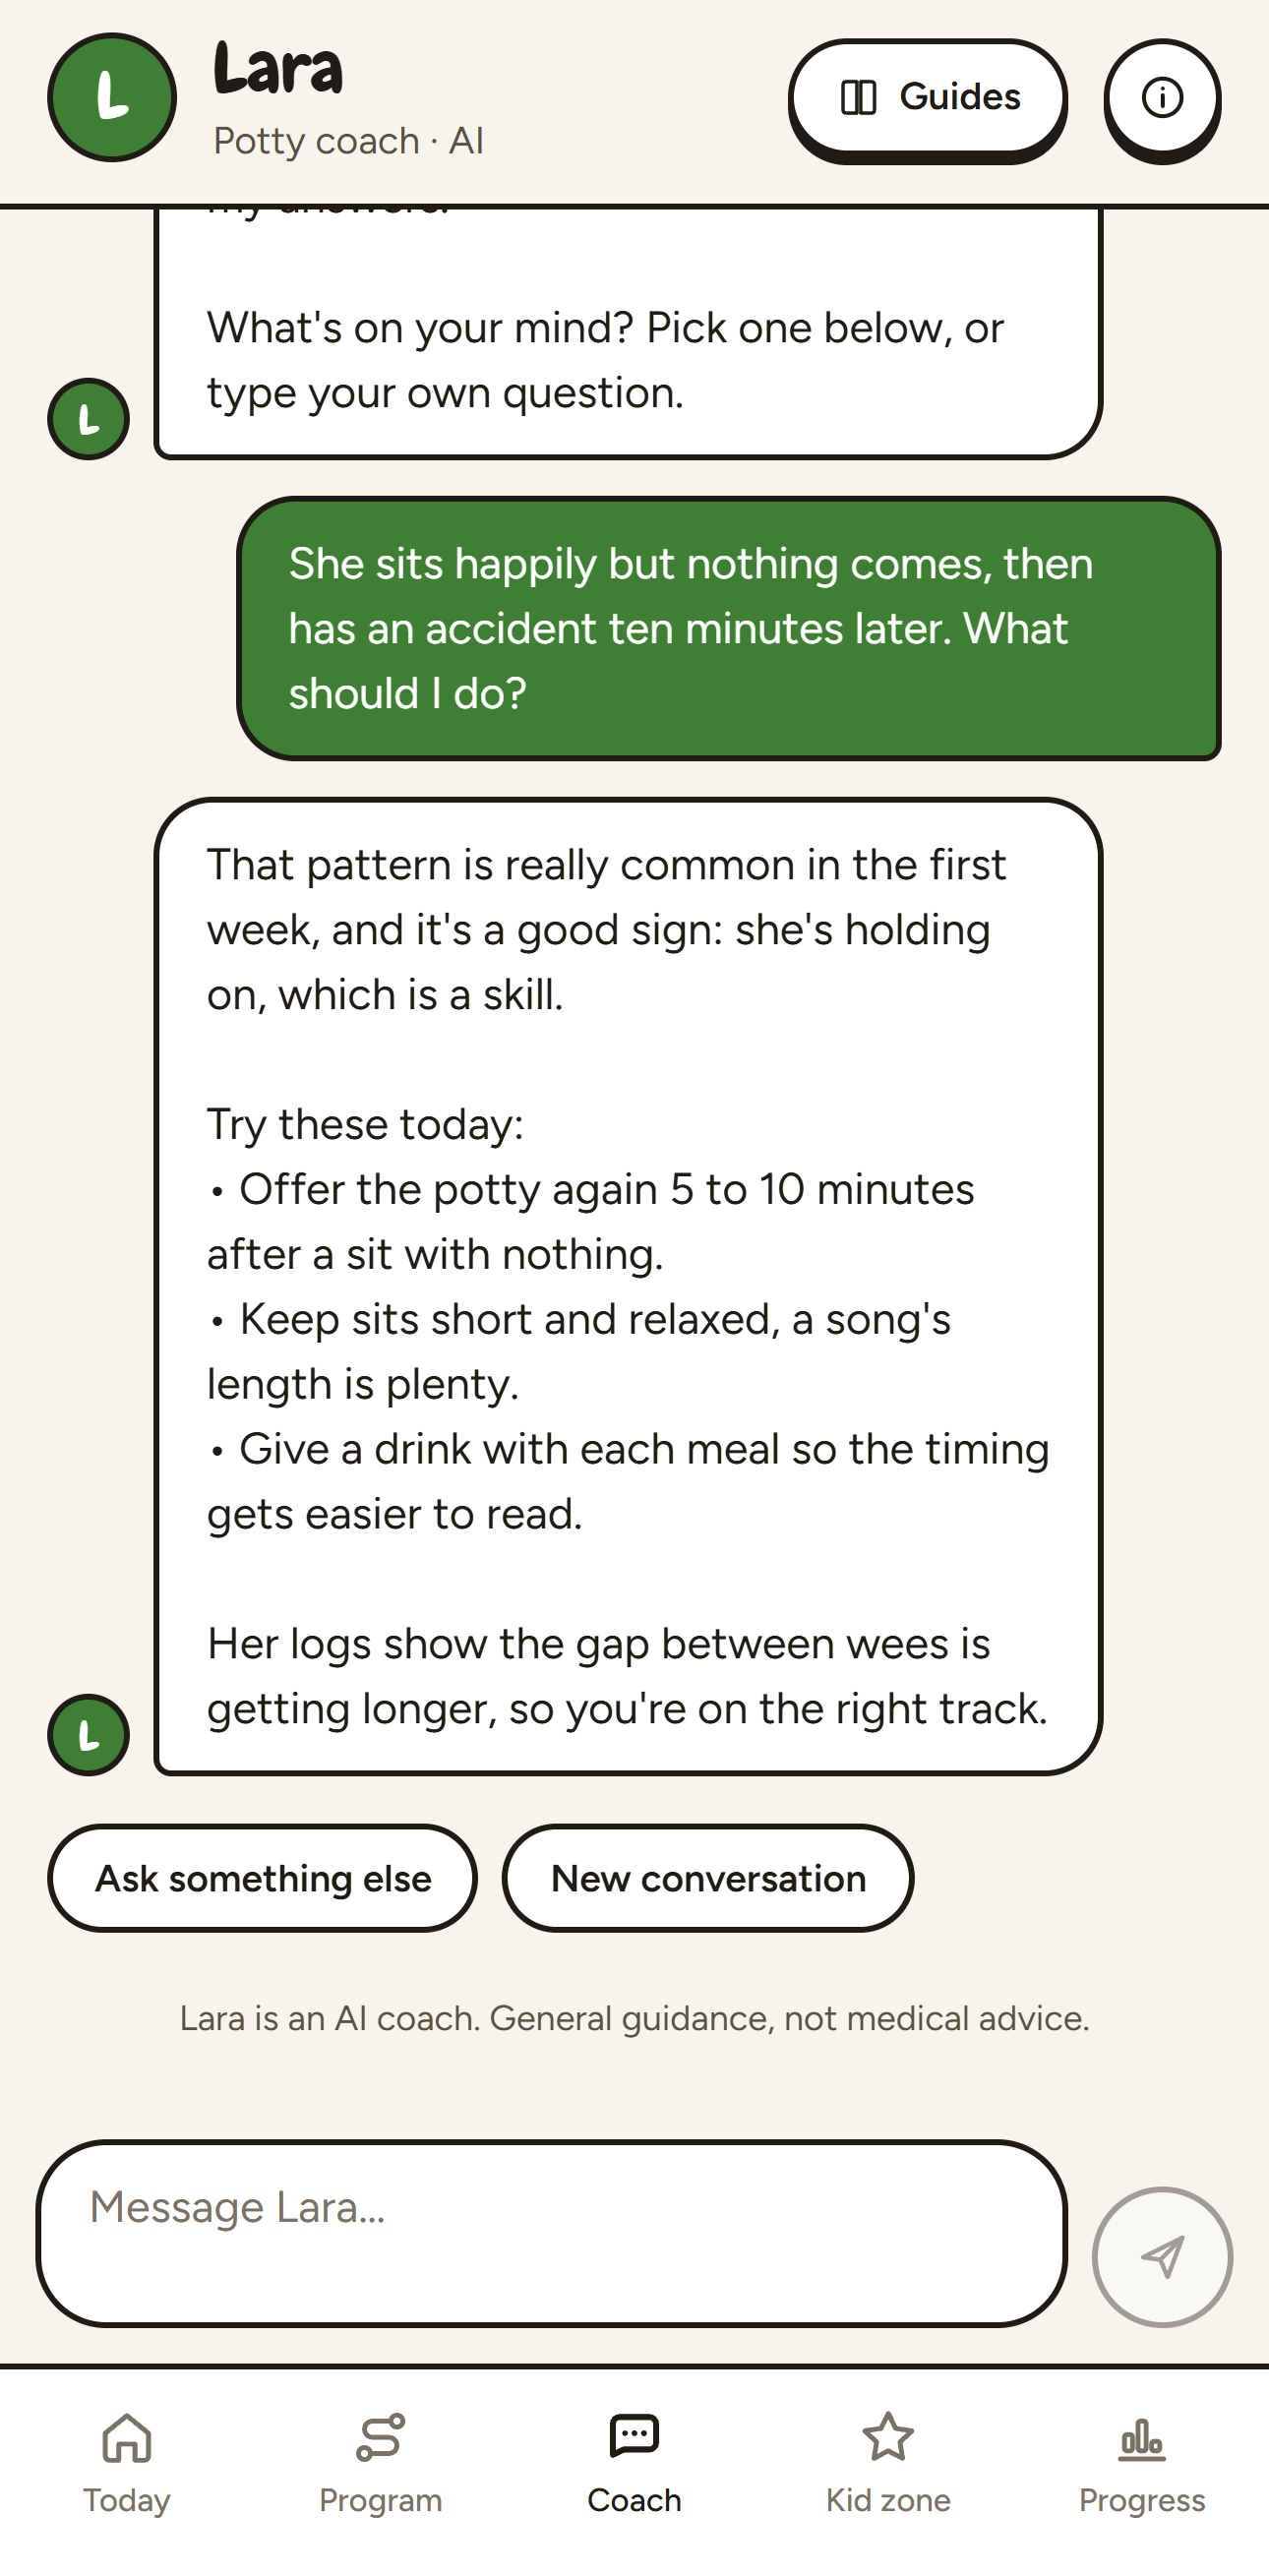 L
Lara
Potty coach · AI
Guides
my answers.
What's on your mind? Pick one below, or
type your own question.
L
She sits happily but nothing comes, then
has an accident ten minutes later. What
should I do?
That pattern is really common in the first
week, and it's a good sign: she's holding
on, which is a skill.
Try these today:
• Offer the potty again 5 to 10 minutes
after a sit with nothing.
• Keep sits short and relaxed, a song's
length is plenty.
• Give a drink with each meal so the timing
gets easier to read.
Her logs show the gap between wees is
getting longer, so you're on the right track.
L
Ask something else
New conversation
Lara is an AI coach. General guidance, not medical advice.
Message Lara...
Today
Program
Coach
Kid zone
Progress